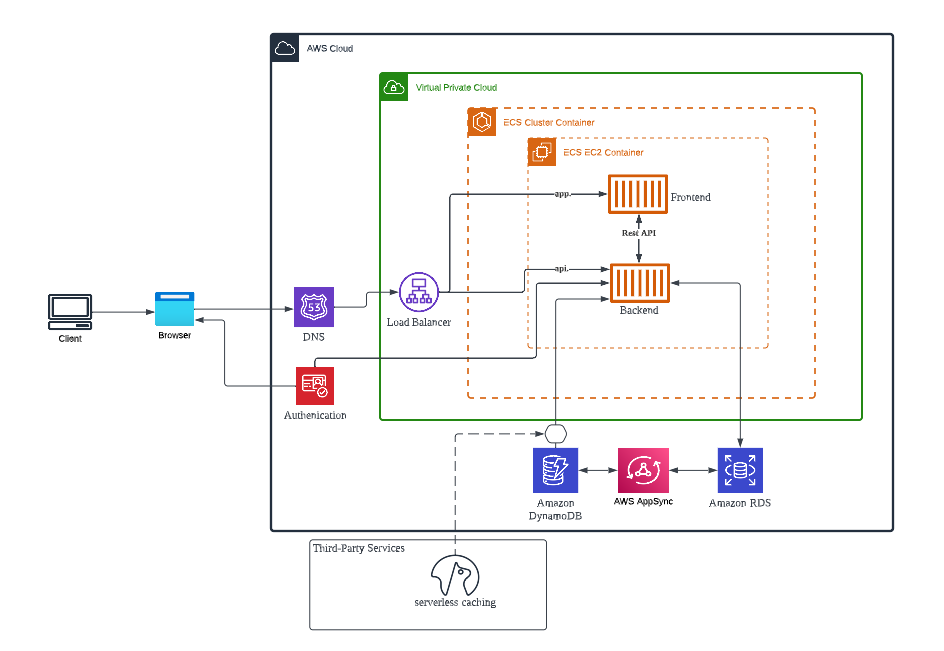 AWS Cloud
Virtual Private Cloud
ECS Cluster Container
ECS EC2 Container
app.
Frontend
Rest API
api.
Backend
Load Balancer
53
DNS
Client
Browser
Authenication
Amazon
DynamoDB
AWS AppSync
Amazon RDS
Third-Party Services
serverless caching